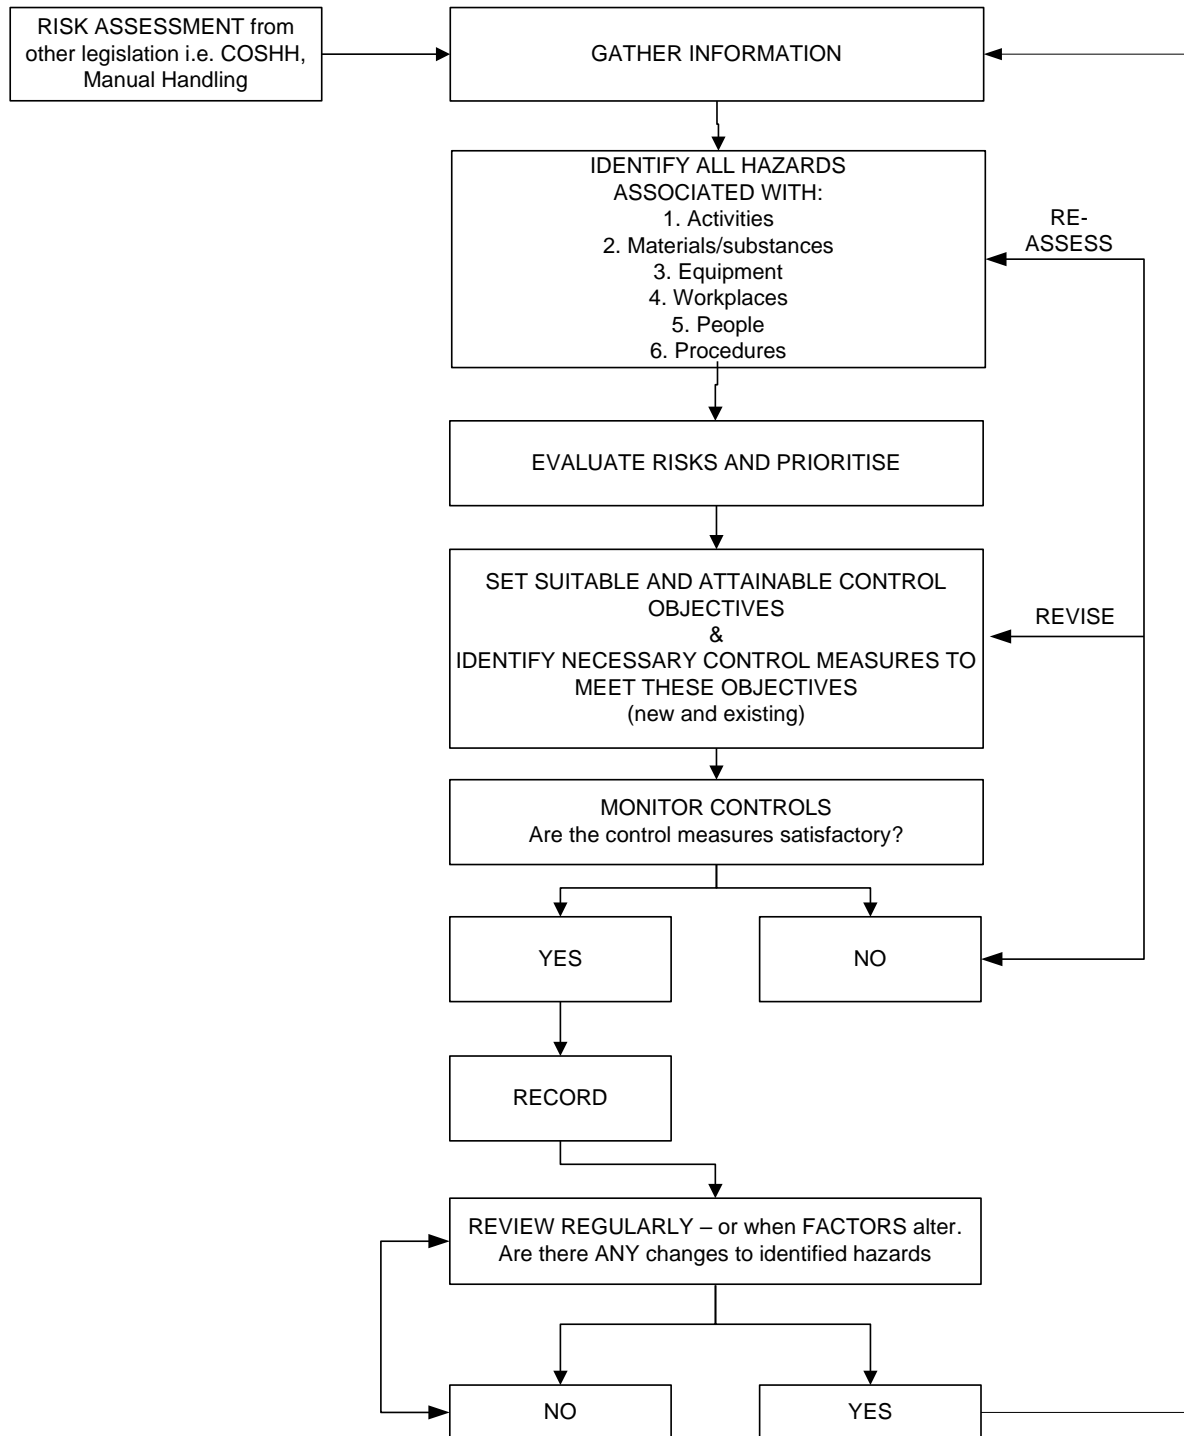 RISK ASSESSMENT from
other legislation i.e. COSHH,
Manual Handling
GATHER INFORMATION
IDENTIFY ALL HAZARDS
ASSOCIATED WITH:
1. Activities
2. Materials/substances
3. Equipment
4. Workplaces
5. People
6. Procedures
RE-
ASSESS
EVALUATE RISKS AND PRIORITISE
SET SUITABLE AND ATTAINABLE CONTROL
OBJECTIVES
&
IDENTIFY NECESSARY CONTROL MEASURES TO
MEET THESE OBJECTIVES
(new and existing)
REVISE
MONITOR CONTROLS
Are the control measures satisfactory?
YES
NO
RECORD
REVIEW REGULARLY – or when FACTORS alter.
Are there ANY changes to identified hazards
NO
YES